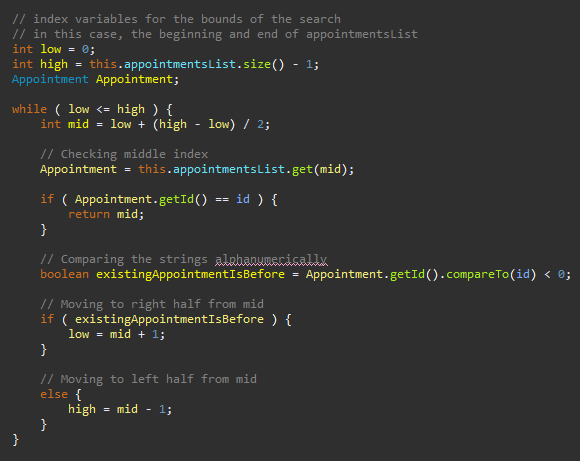 // index variables for the bounds of the search
// in this case, the beginning and end of appointmentsList
int low = 0;
int high = this.appointmentsList.size() - 1;
Appointment Appointment;

while ( low <= high ) {
    int mid = low + (high - low) / 2;

    // Checking middle index
    Appointment = this.appointmentsList.get(mid);

    if ( Appointment.getId() == id ) {
        return mid;
    }

    // Comparing the strings alphanumerically
    boolean existingAppointmentIsBefore = Appointment.getId().compareTo(id) < 0;

    // Moving to right half from mid
    if ( existingAppointmentIsBefore ) {
        low = mid + 1;
    }

    // Moving to left half from mid
    else {
        high = mid - 1;
    }
}